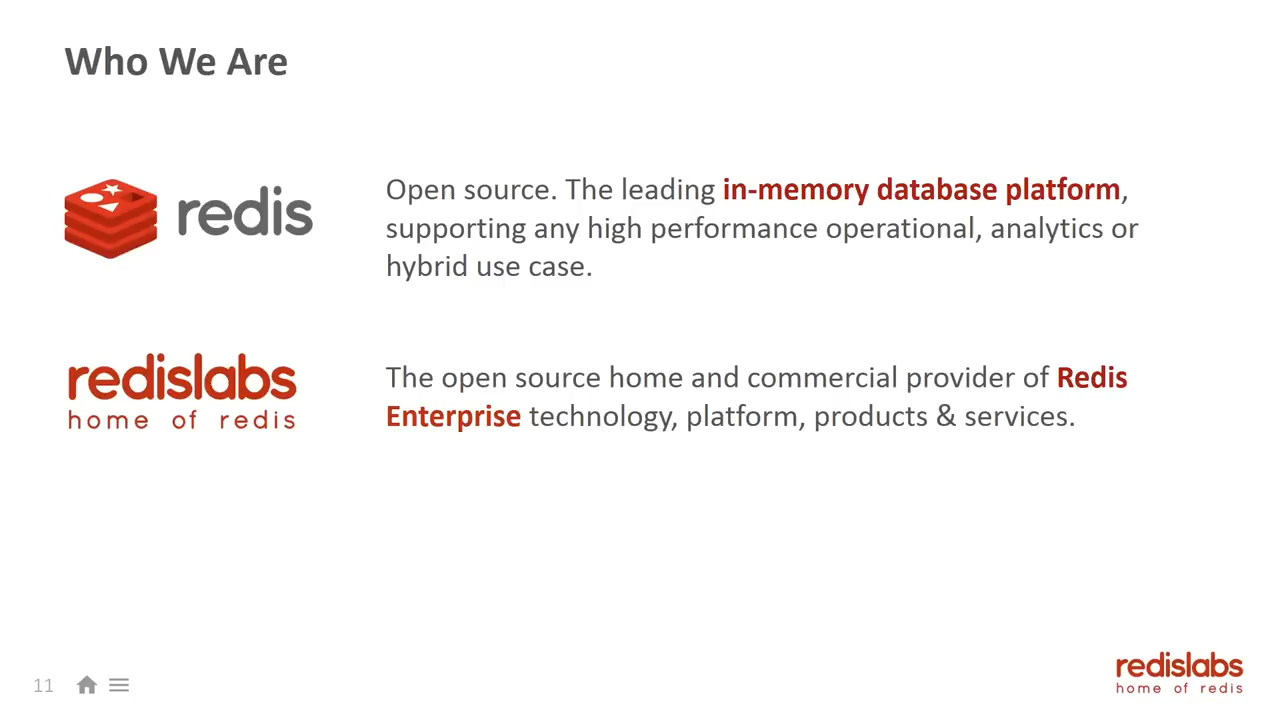 Who We Are
redis
Open source. The leading in-memory database platform,
supporting any high performance operational, analytics or
hybrid use case.
redislabs
home of redis
The open source home and commercial provider of Redis
Enterprise technology, platform, products & services.
11
redislabs
home of redis